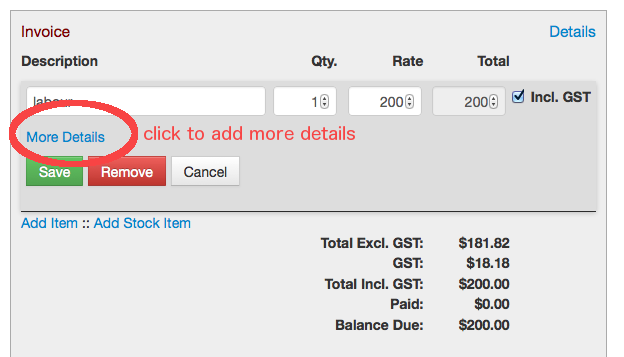 Invoice Details
Description Qty. Rate Total
labour 1 200 200 Incl. GST
More Details click to add more details
Save Remove Cancel
Add Item :: Add Stock Item
Total Excl. GST: $181.82
GST: $18.18
Total Incl. GST: $200.00
Paid: $0.00
Balance Due: $200.00